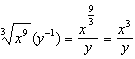 ∛x⁹ (y⁻¹) = x^(9/3) / y = x³ / y